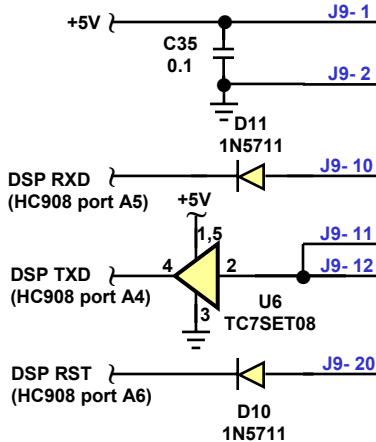 +5V J9- 1
C35
0.1
J9- 2
D11
1N5711
DSP RXD J9- 10
(HC908 port A5)
+5V
1,5
J9- 11
DSP TXD 4 2 J9- 12
(HC908 port A4)
3 U6
TC7SET08
DSP RST J9- 20
(HC908 port A6)
D10
1N5711